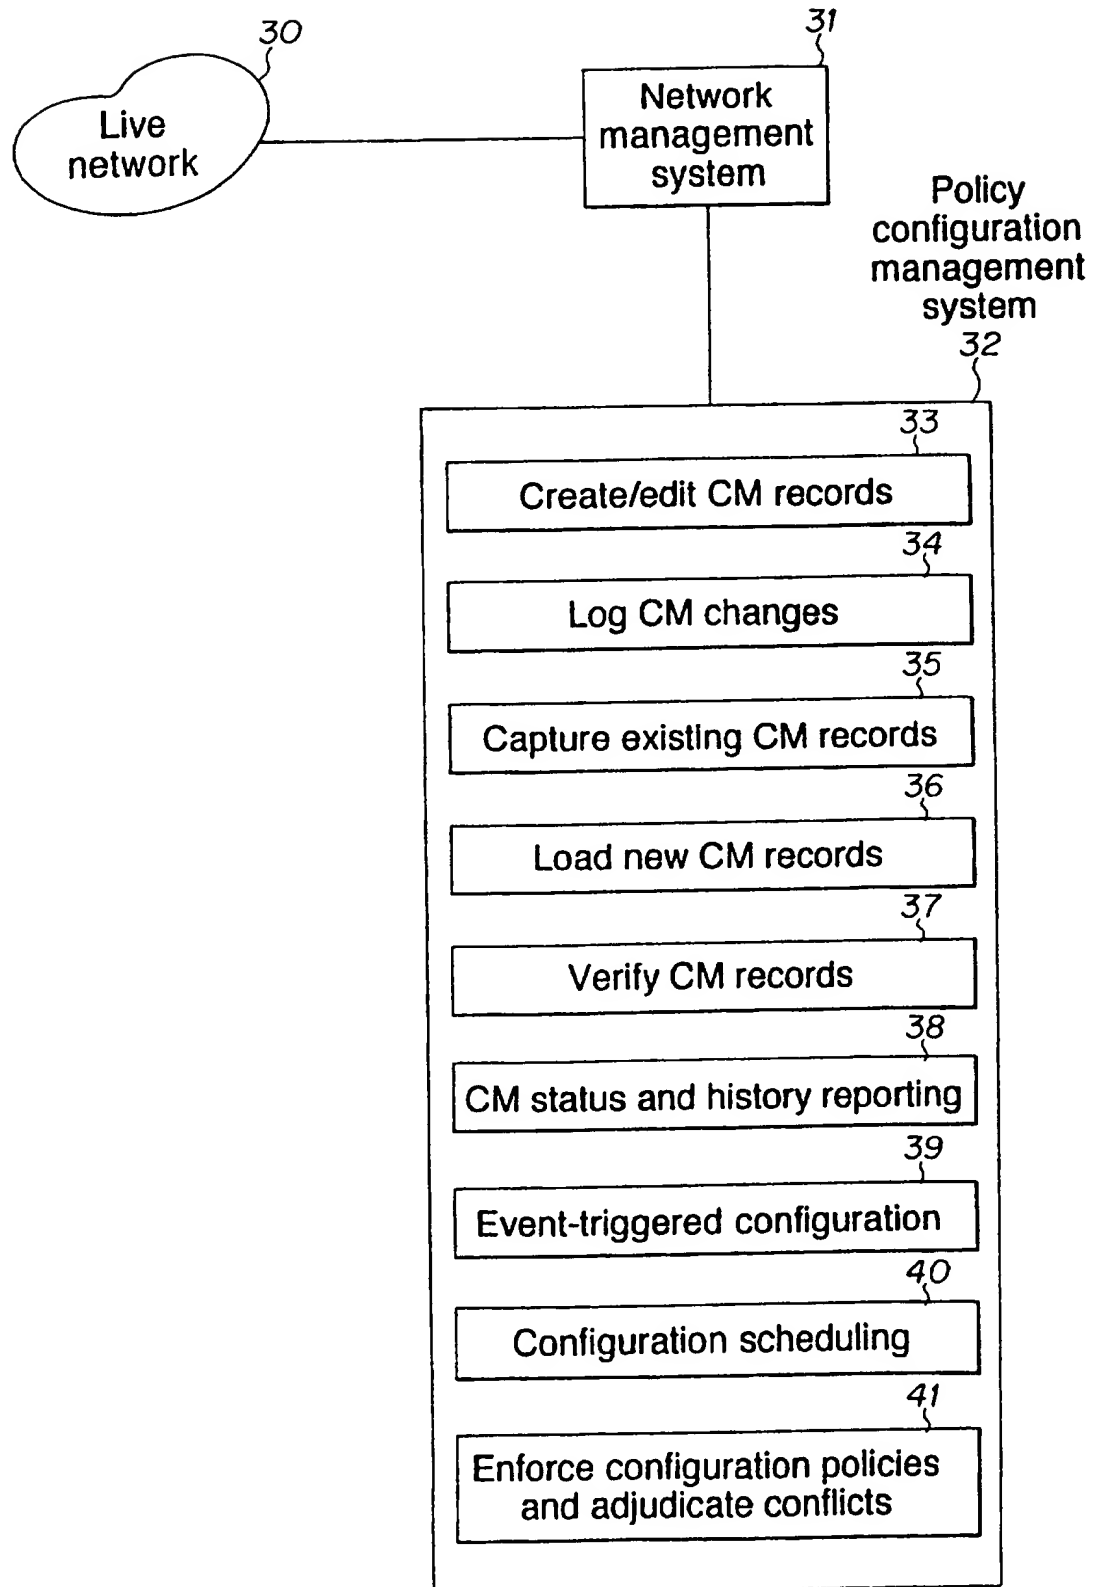 30
Live
network
31
Network
management
system
Policy
configuration
management
system
32
33
Create/edit CM records
34
Log CM changes
35
Capture existing CM records
36
Load new CM records
37
Verify CM records
38
CM status and history reporting
39
Event-triggered configuration
40
Configuration scheduling
41
Enforce configuration policies
and adjudicate conflicts